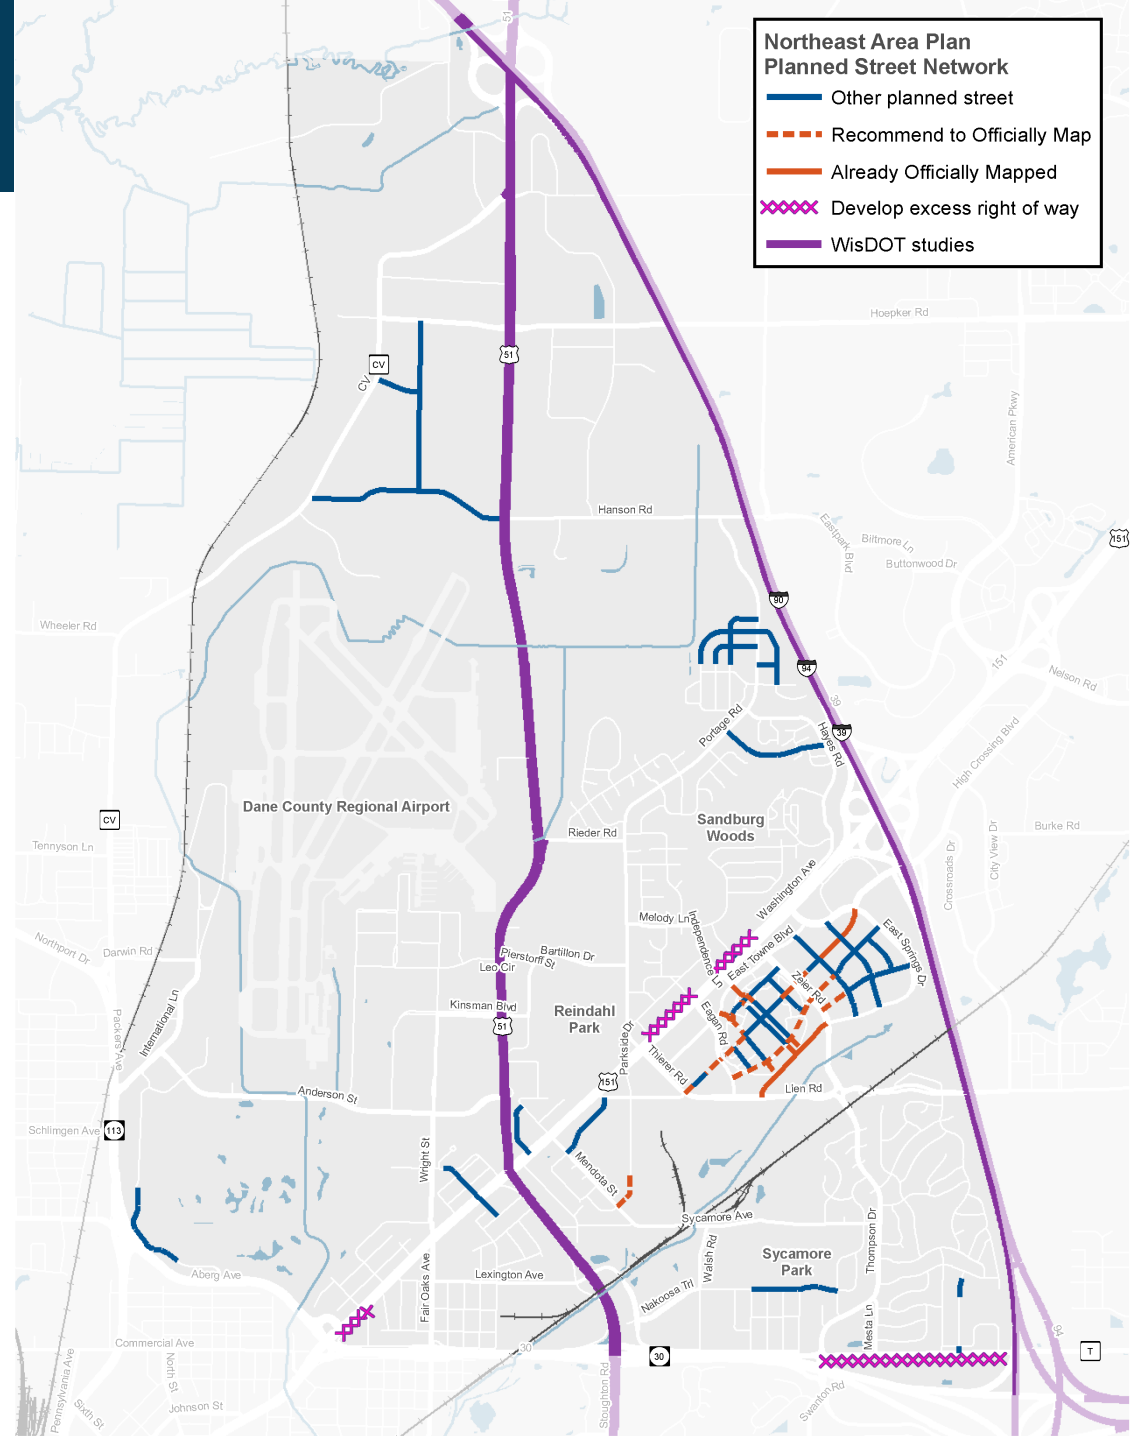 Northeast Area Plan
Planned Street Network
Other planned street
Recommend to Officially Map
Already Officially Mapped
Develop excess right of way
WisDOT studies
51
Hoepker Rd
51
CV
CV
American Pkwy
Hanson Rd
Eastpark Blvd
Biltmore Ln
Buttonwood Dr
151
90
Wheeler Rd
94
151
Nelson Rd
39
39
Portage Rd
Hayes Rd
High Crossing Blvd
Dane County Regional Airport
CV
Sandburg
Woods
Rieder Rd
Burke Rd
City View Dr
Tennyson Ln
Crossroads Dr
Washington Ave
Melody Ln
Independence Ln
East Towne Blvd
East Springs Dr
Northport Dr
Darwin Rd
Bartillon Dr
Pierstorff St
Leo Cir
Zeier Rd
International Ln
Kinsman Blvd
Reindahl
Park
Eagan Rd
51
Packers Ave
Parkside Dr
Thierer Rd
151
Lien Rd
Anderson St
Schlimgen Ave
113
Wright St
Mendota St
Sycamore Ave
Walsh Rd
Thompson Dr
Sycamore
Park
Aberg Ave
Lexington Ave
Fair Oaks Ave
Nakoosa Trl
Mesta Ln
94
Commercial Ave
30
30
T
Pennsylvania Ave
North St
Stoughton Rd
Swanton Rd
Johnson St
Sixth St